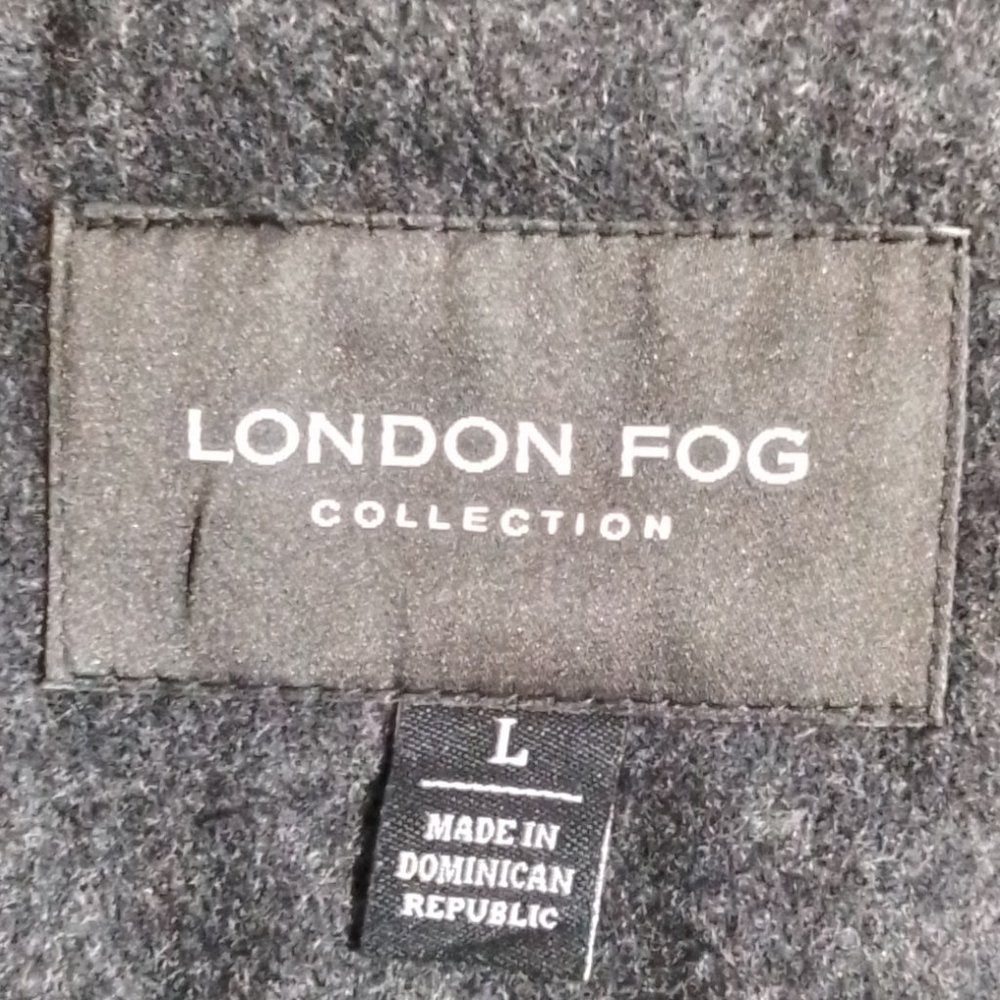 LONDON FOG
COLLECTION
L
MADE IN
DOMINICAN
REPUBLIC